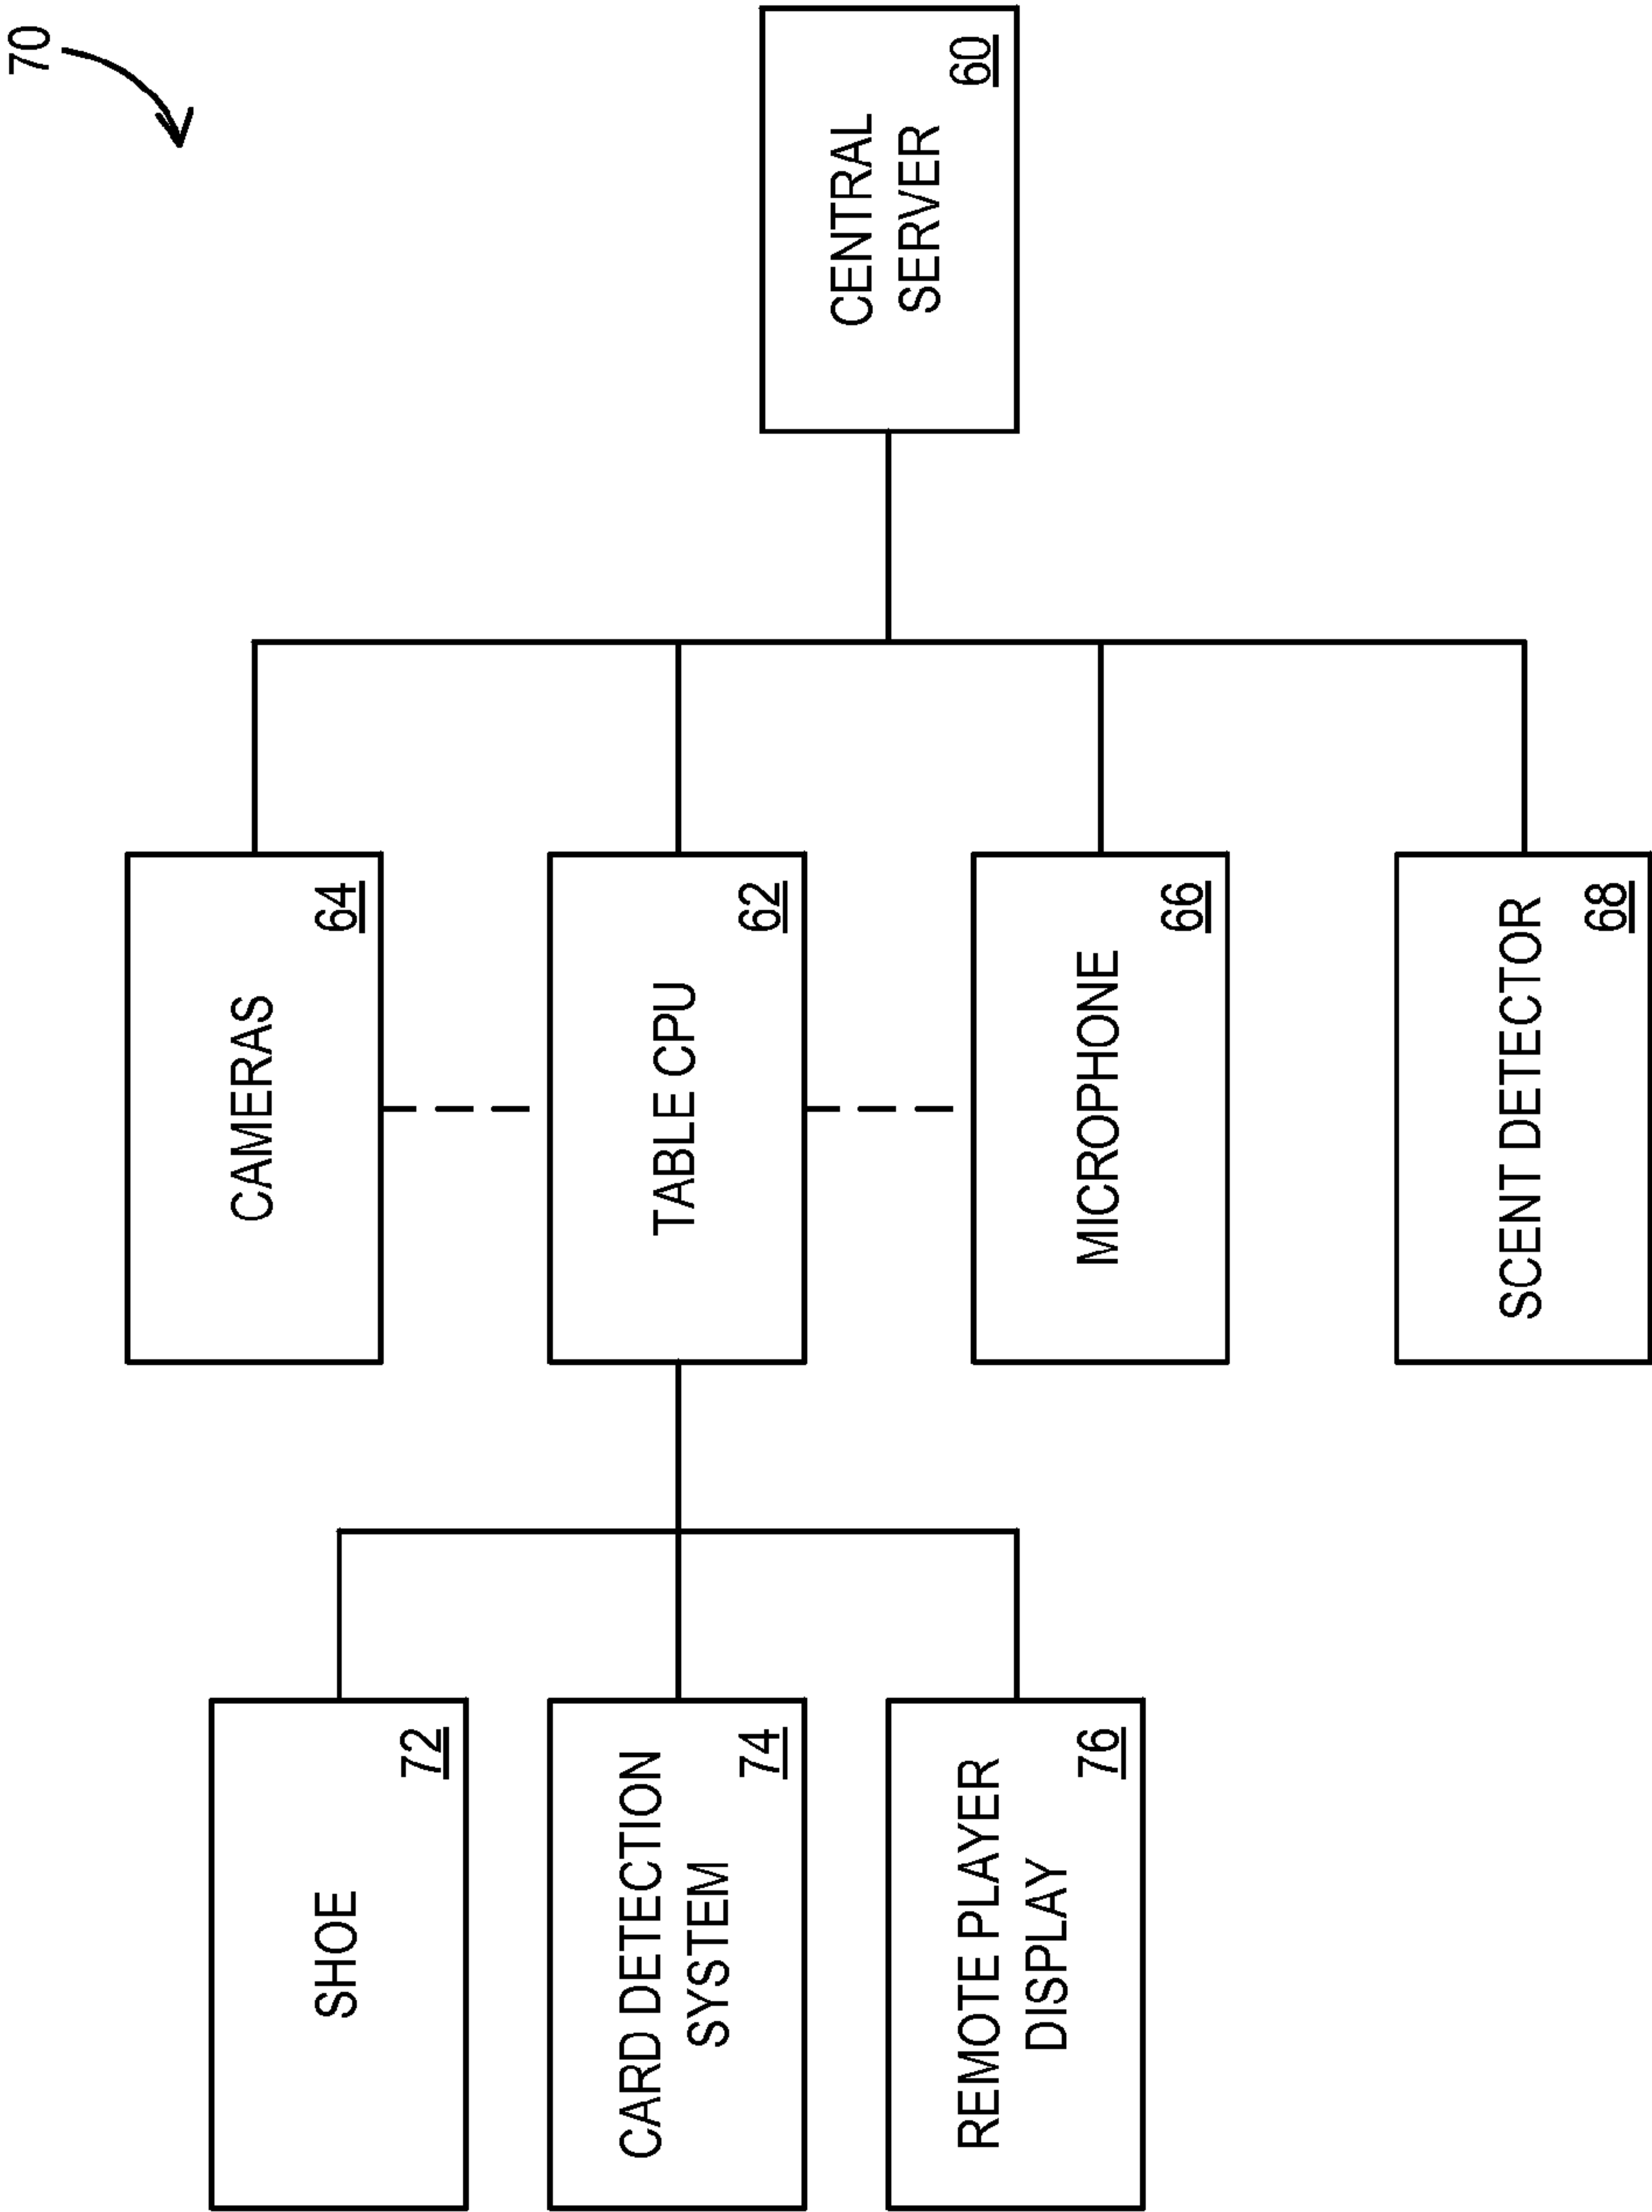 70
SHOE
72
CARD DETECTION
SYSTEM
74
REMOTE PLAYER
DISPLAY
76
CAMERAS
64
TABLE CPU
62
MICROPHONE
66
SCENT DETECTOR
68
CENTRAL
SERVER
60